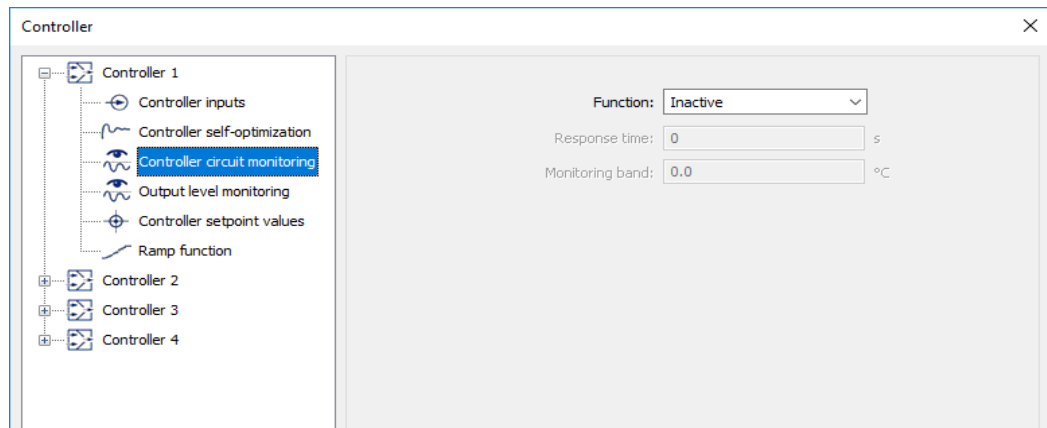 Controller
Controller 1
Controller inputs
Controller self-optimization
Controller circuit monitoring
Output level monitoring
Controller setpoint values
Ramp function
Controller 2
Controller 3
Controller 4
Function: Inactive
Response time: 0 s
Monitoring band: 0.0 °C